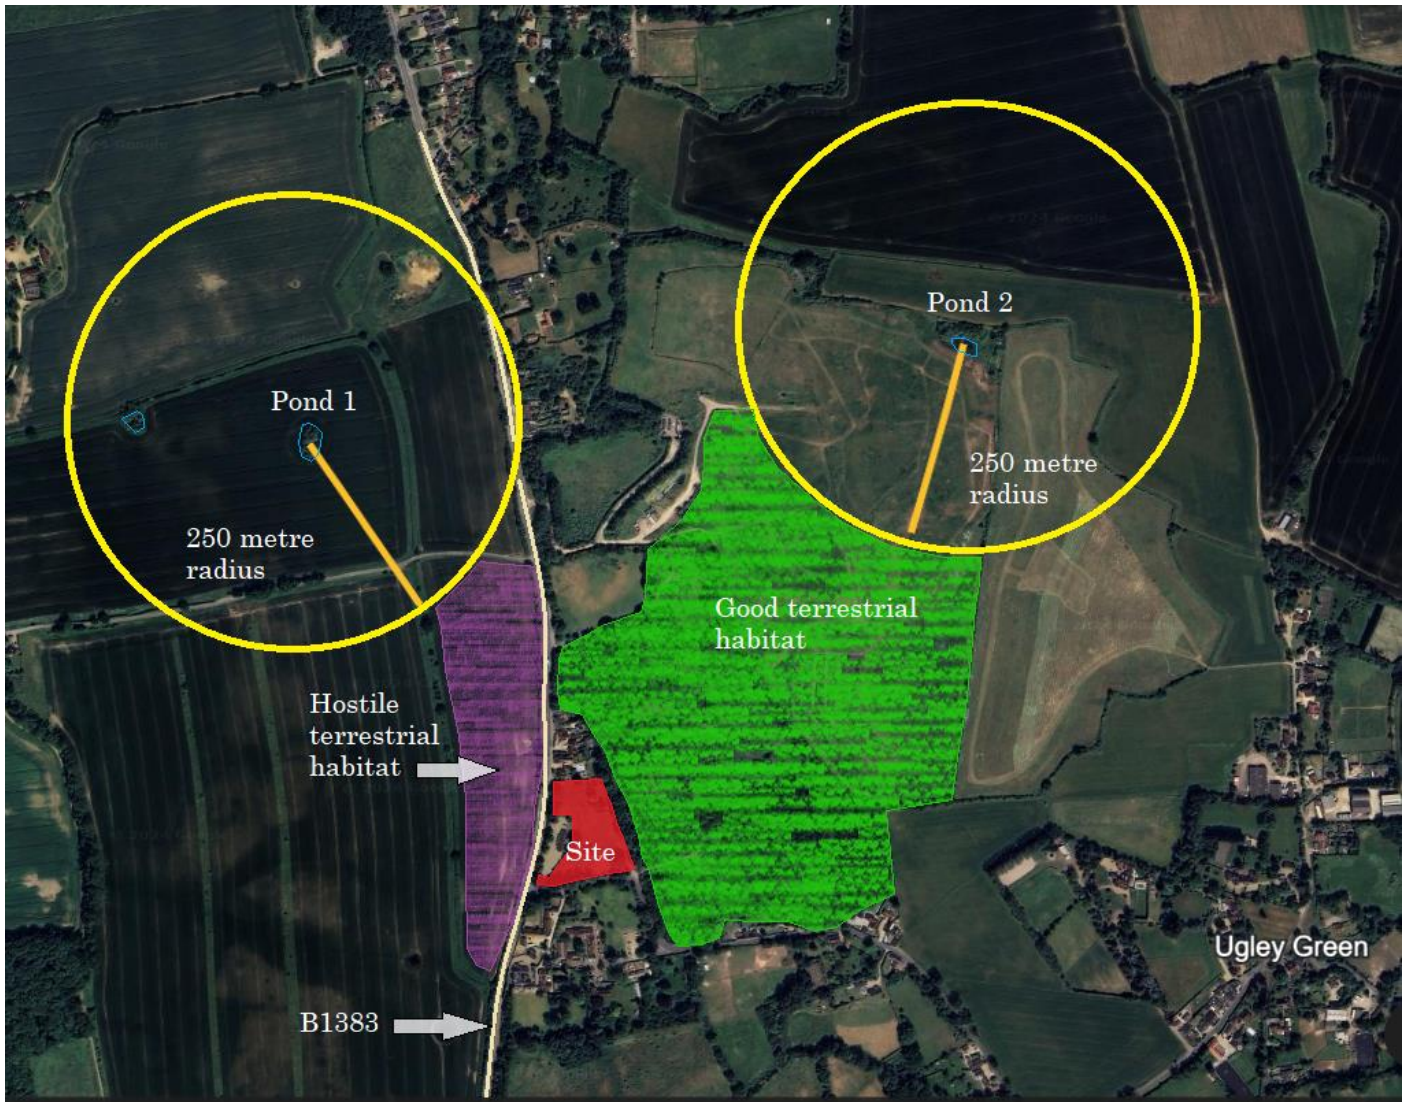 Pond 2
Pond 1
250 metre
radius
250 metre
radius
Good terrestrial
habitat
Hostile
terrestrial
habitat
Site
Ugley Green
B1383